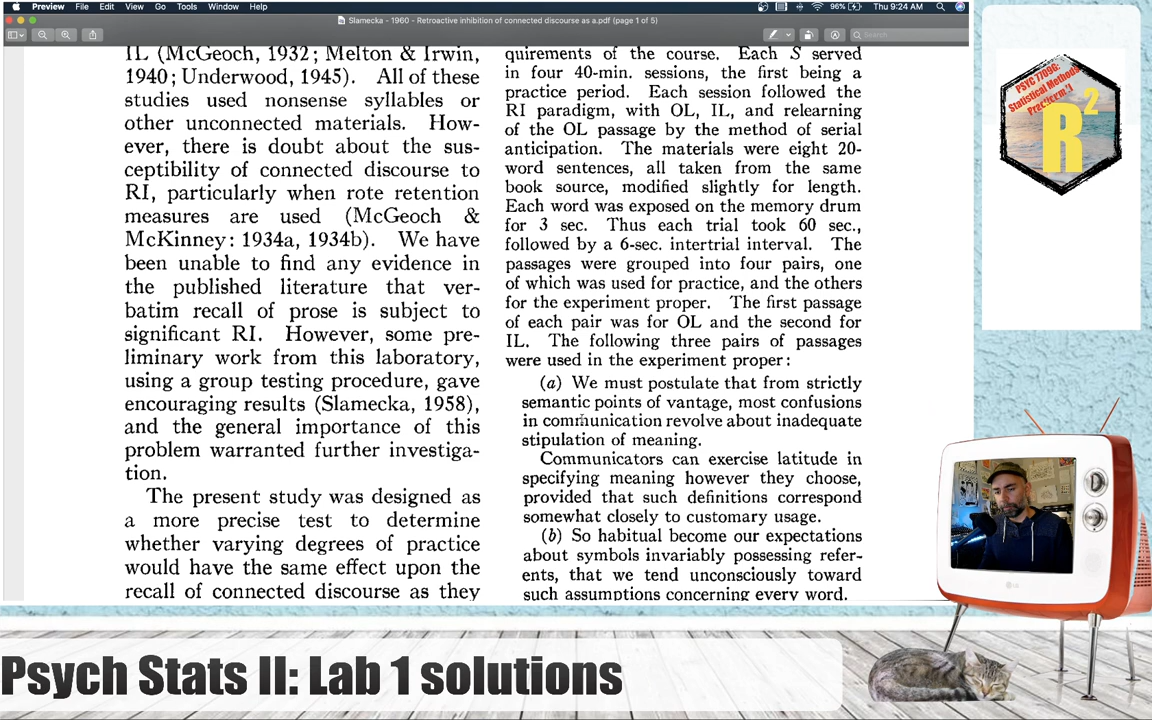 Preview File Edit View Go Tools Window Help
96% Thu 9:24 AM
Slamecka - 1960 - Retroactive inhibition of connected discourse as a.pdf (page 1 of 5)
Search
IL (McGeoch, 1932; Melton & Irwin,
1940; Underwood, 1945). All of these
studies used nonsense syllables or
other unconnected materials. How-
ever, there is doubt about the sus-
ceptibility of connected discourse to
RI, particularly when rote retention
measures are used (McGeoch &
McKinney: 1934a, 1934b). We have
been unable to find any evidence in
the published literature that ver-
batim recall of prose is subject to
significant RI. However, some pre-
liminary work from this laboratory,
using a group testing procedure, gave
encouraging results (Slamecka, 1958),
and the general importance of this
problem warranted further investiga-
tion.
The present study was designed as
a more precise test to determine
whether varying degrees of practice
would have the same effect upon the
recall of connected discourse as they
quirements of the course. Each S served
in four 40-min. sessions, the first being a
practice period. Each session followed the
RI paradigm, with OL, IL, and relearning
of the OL passage by the method of serial
anticipation. The materials were eight 20-
word sentences, all taken from the same
book source, modified slightly for length.
Each word was exposed on the memory drum
for 3 sec. Thus each trial took 60 sec.,
followed by a 6-sec. intertrial interval. The
passages were grouped into four pairs, one
of which was used for practice, and the others
for the experiment proper. The first passage
of each pair was for OL and the second for
IL. The following three pairs of passages
were used in the experiment proper:
(a) We must postulate that from strictly
semantic points of vantage, most confusions
in communication revolve about inadequate
stipulation of meaning.
Communicators can exercise latitude in
specifying meaning however they choose,
provided that such definitions correspond
somewhat closely to customary usage.
(b) So habitual become our expectations
about symbols invariably possessing refer-
ents, that we tend unconsciously toward
such assumptions concerning every word.
PSYC 7709G
Statistical Methods
R2
LG
Psych Stats II: Lab 1 solutions